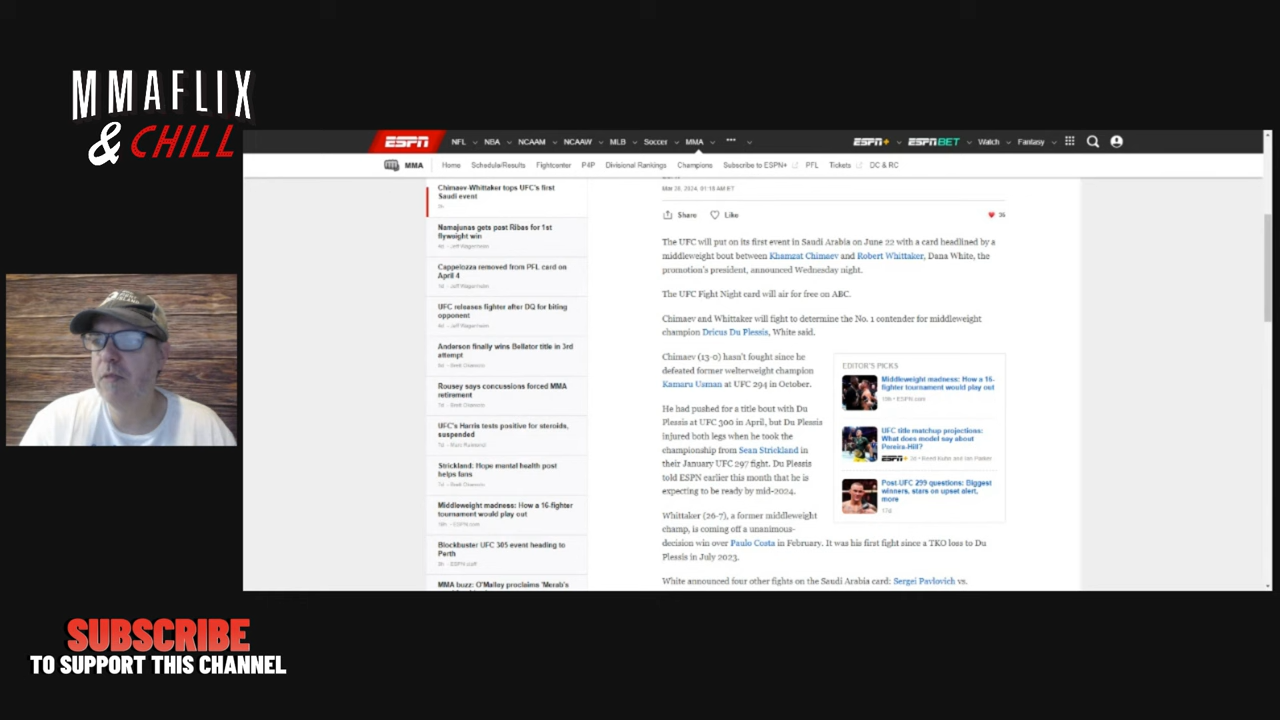 MMAFLIX
& CHILL
ESPN NFL NBA NCAAM NCAAW MLB Soccer MMA ••• ESPN+ ESPN BET Watch Fantasy
MMA Home Schedule/Results Fightcenter P4P Divisional Rankings Champions Subscribe to ESPN+ PFL Tickets DC & RC
Chimaev-Whittaker tops UFC's first
Saudi event
Namajunas gets past Ribas for 1st
flyweight win
Cappelozza removed from PFL card on
April 4
UFC releases fighter after DQ for biting
opponent
Anderson finally wins Bellator title in 3rd
attempt
Rousey says concussions forced MMA
retirement
UFC's Harris tests positive for steroids,
suspended
Strickland: Hope mental health post
helps fans
Middleweight madness: How a 16-fighter
tournament would play out
Blockbuster UFC 305 event heading to
Perth
MMA buzz: O'Malley proclaims 'Merab's
Mar 28, 2024, 01:18 AM ET
Share Like
The UFC will put on its first event in Saudi Arabia on June 22 with a card headlined by a
middleweight bout between Khamzat Chimaev and Robert Whittaker, Dana White, the
promotion's president, announced Wednesday night.
The UFC Fight Night card will air for free on ABC.
Chimaev and Whittaker will fight to determine the No. 1 contender for middleweight
champion Dricus Du Plessis, White said.
Chimaev (13-0) hasn't fought since he
defeated former welterweight champion
Kamaru Usman at UFC 294 in October.
He had pushed for a title bout with Du
Plessis at UFC 300 in April, but Du Plessis
injured both legs when he took the
championship from Sean Strickland in
their January UFC 297 fight. Du Plessis
told ESPN earlier this month that he is
expecting to be ready by mid-2024.
Whittaker (26-7), a former middleweight
champ, is coming off a unanimous-
decision win over Paulo Costa in February. It was his first fight since a TKO loss to Du
Plessis in July 2023.
White announced four other fights on the Saudi Arabia card: Sergei Pavlovich vs.
EDITOR'S PICKS
Middleweight madness: How a 16-
fighter tournament would play out
UFC title matchup projections:
What does model say about
Pereira-Hill?
Post-UFC 299 questions: Biggest
winners, stars on upset alert,
more
17d
SUBSCRIBE
TO SUPPORT THIS CHANNEL